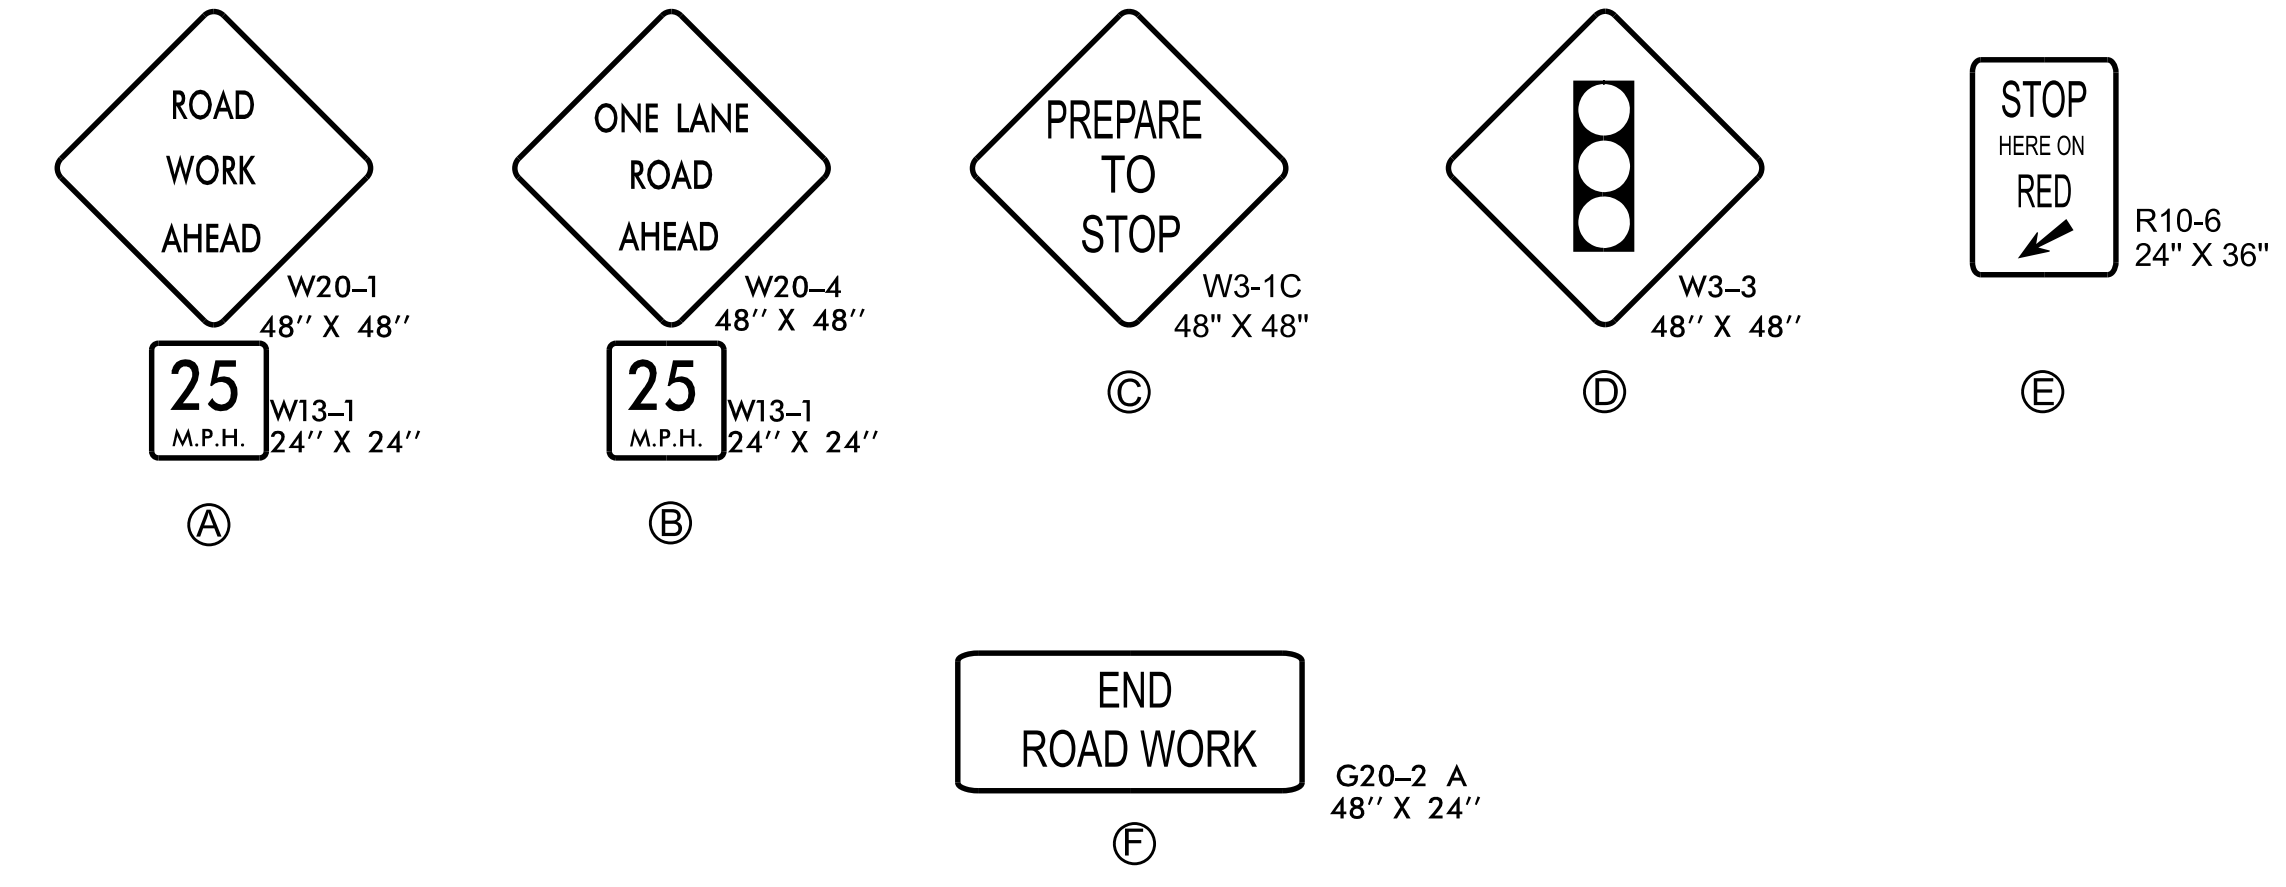 ROAD
WORK
AHEAD
W20–1
48'' X 48''
25
M.P.H.
W13–1
24'' X 24''
A
ONE LANE
ROAD
AHEAD
W20–4
48'' X 48''
25
M.P.H.
W13–1
24'' X 24''
B
PREPARE
TO
STOP
W3-1C
48" X 48"
C
W3–3
48'' X 48''
D
STOP
HERE ON
RED
R10-6
24" X 36"
E
END
ROAD WORK
G20–2 A
48'' X 24''
F